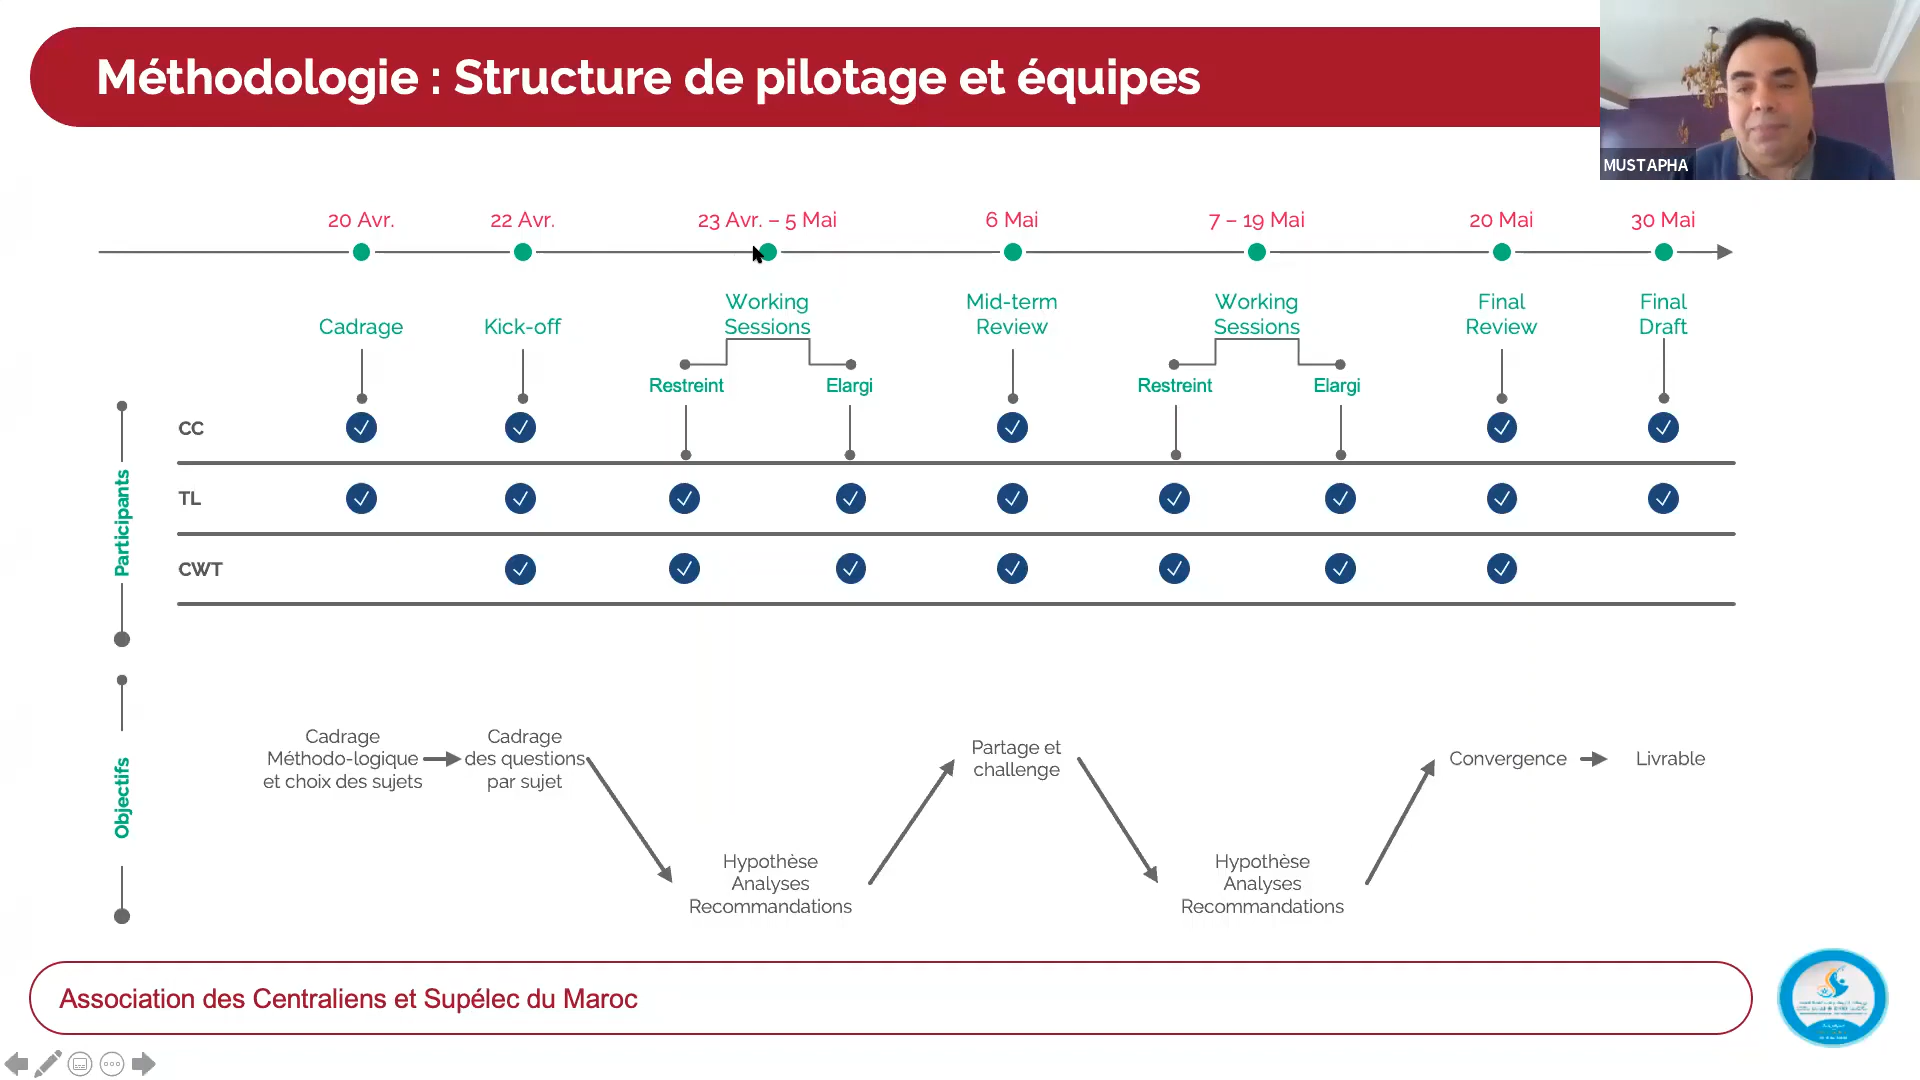 Méthodologie : Structure de pilotage et équipes
MUSTAPHA
20 Avr.
22 Avr.
23 Avr. – 5 Mai
6 Mai
7 – 19 Mai
20 Mai
30 Mai
Cadrage
Kick-off
Working
Sessions
Mid-term
Review
Working
Sessions
Final
Review
Final
Draft
Restreint
Elargi
Restreint
Elargi
Participants
CC
TL
CWT
Objectifs
Cadrage
Méthodo-logique
et choix des sujets
Cadrage
des questions
par sujet
Hypothèse
Analyses
Recommandations
Partage et
challenge
Hypothèse
Analyses
Recommandations
Convergence
Livrable
Association des Centraliens et Supélec du Maroc